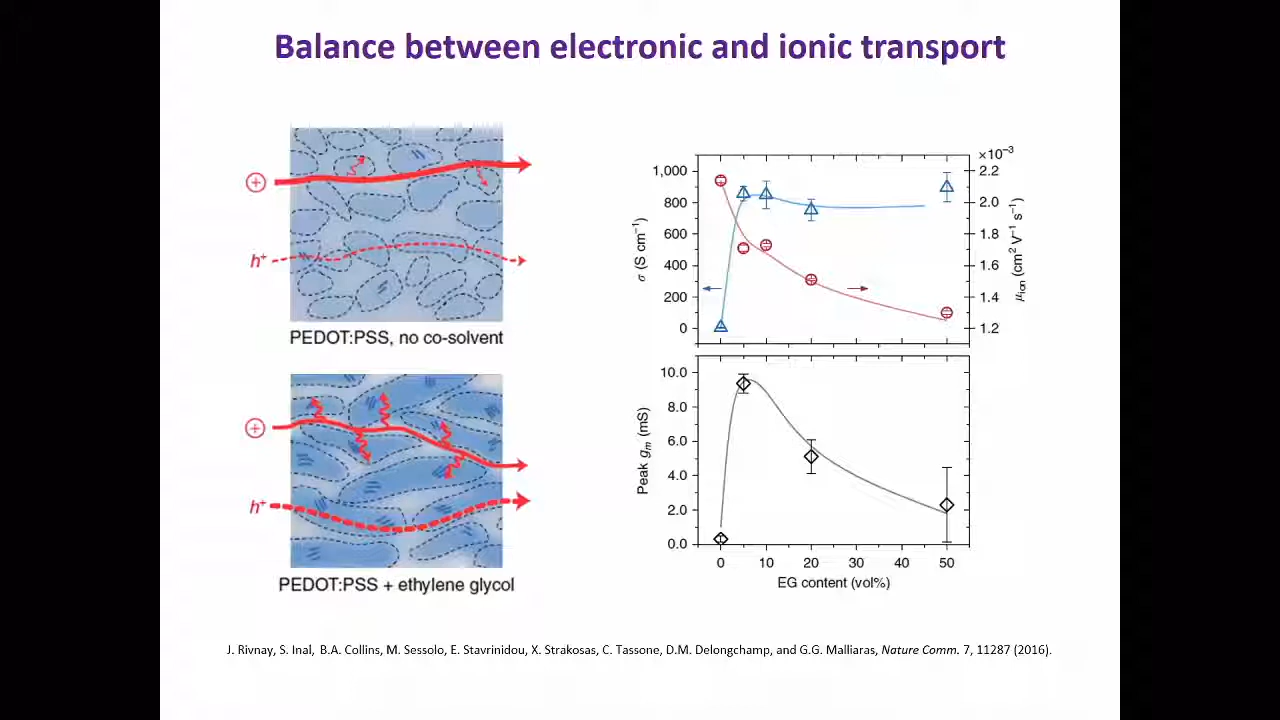 Balance between electronic and ionic transport
+
h⁺
PEDOT:PSS, no co-solvent
+
h⁺
PEDOT:PSS + ethylene glycol
×10⁻³
1,000
800
600
400
200
0
σ (S cm⁻¹)
2.2
2.0
1.8
1.6
1.4
1.2
μion (cm² V⁻¹ s⁻¹)
10.0
8.0
6.0
4.0
2.0
0.0
Peak gm (mS)
0 10 20 30 40 50
EG content (vol%)
J. Rivnay, S. Inal, B.A. Collins, M. Sessolo, E. Stavrinidou, X. Strakosas, C. Tassone, D.M. Delongchamp, and G.G. Malliaras, Nature Comm. 7, 11287 (2016).